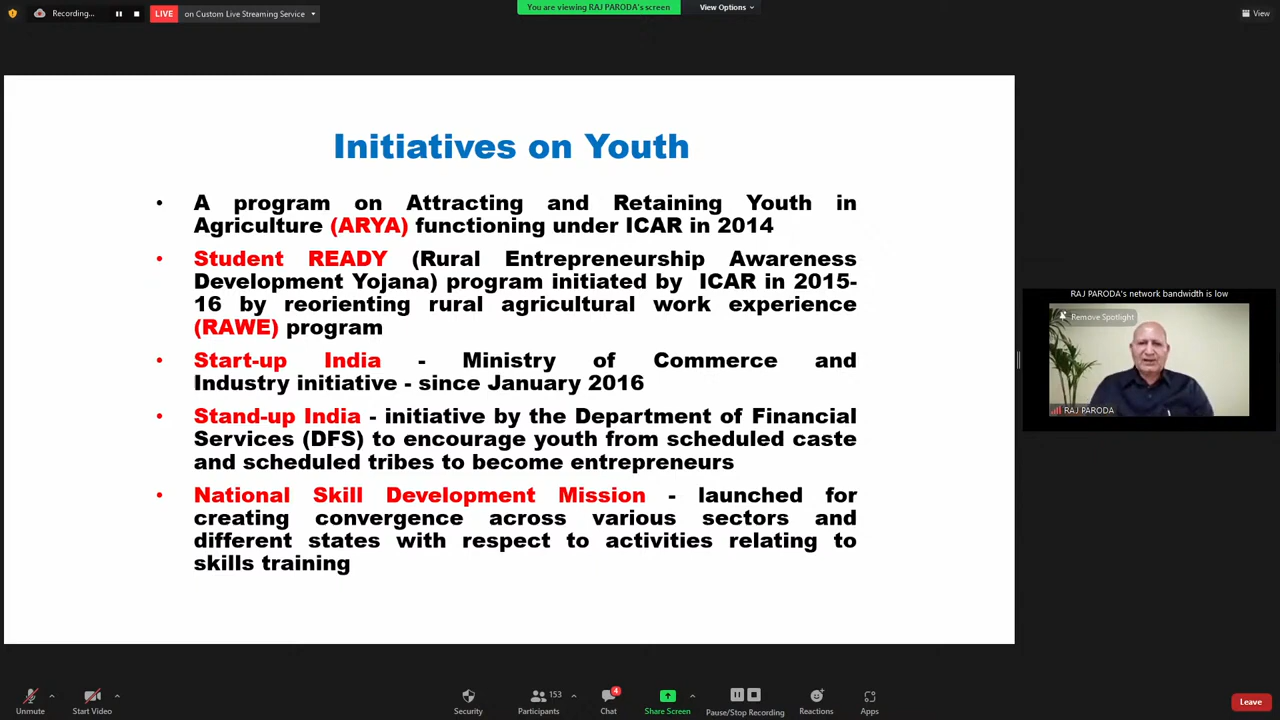 Recording...
LIVE
on Custom Live Streaming Service
You are viewing RAJ PARODA's screen
View Options
View
Initiatives on Youth
• A program on Attracting and Retaining Youth in
Agriculture (ARYA) functioning under ICAR in 2014
• Student READY (Rural Entrepreneurship Awareness
Development Yojana) program initiated by ICAR in 2015-
16 by reorienting rural agricultural work experience
(RAWE) program
• Start-up India - Ministry of Commerce and
Industry initiative - since January 2016
• Stand-up India - initiative by the Department of Financial
Services (DFS) to encourage youth from scheduled caste
and scheduled tribes to become entrepreneurs
• National Skill Development Mission - launched for
creating convergence across various sectors and
different states with respect to activities relating to
skills training
RAJ PARODA's network bandwidth is low
Remove Spotlight
RAJ PARODA
Unmute
Start Video
Security
153
Participants
4
Chat
Share Screen
Pause/Stop Recording
Reactions
Apps
Leave